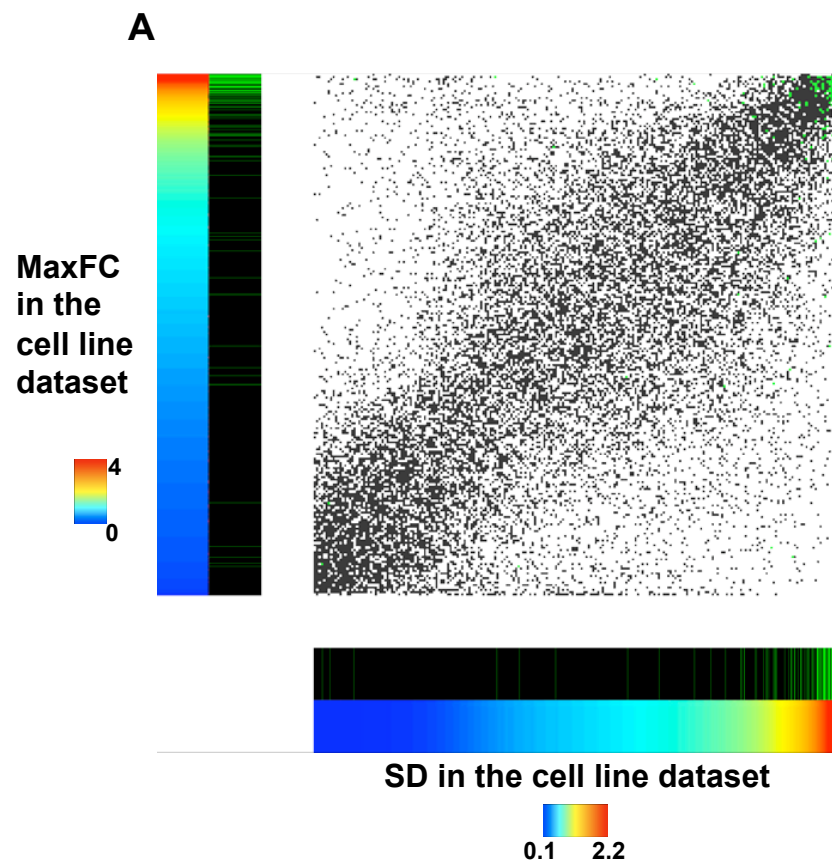 A
MaxFC
in the
cell line
dataset
4
0
SD in the cell line dataset
0.1 2.2